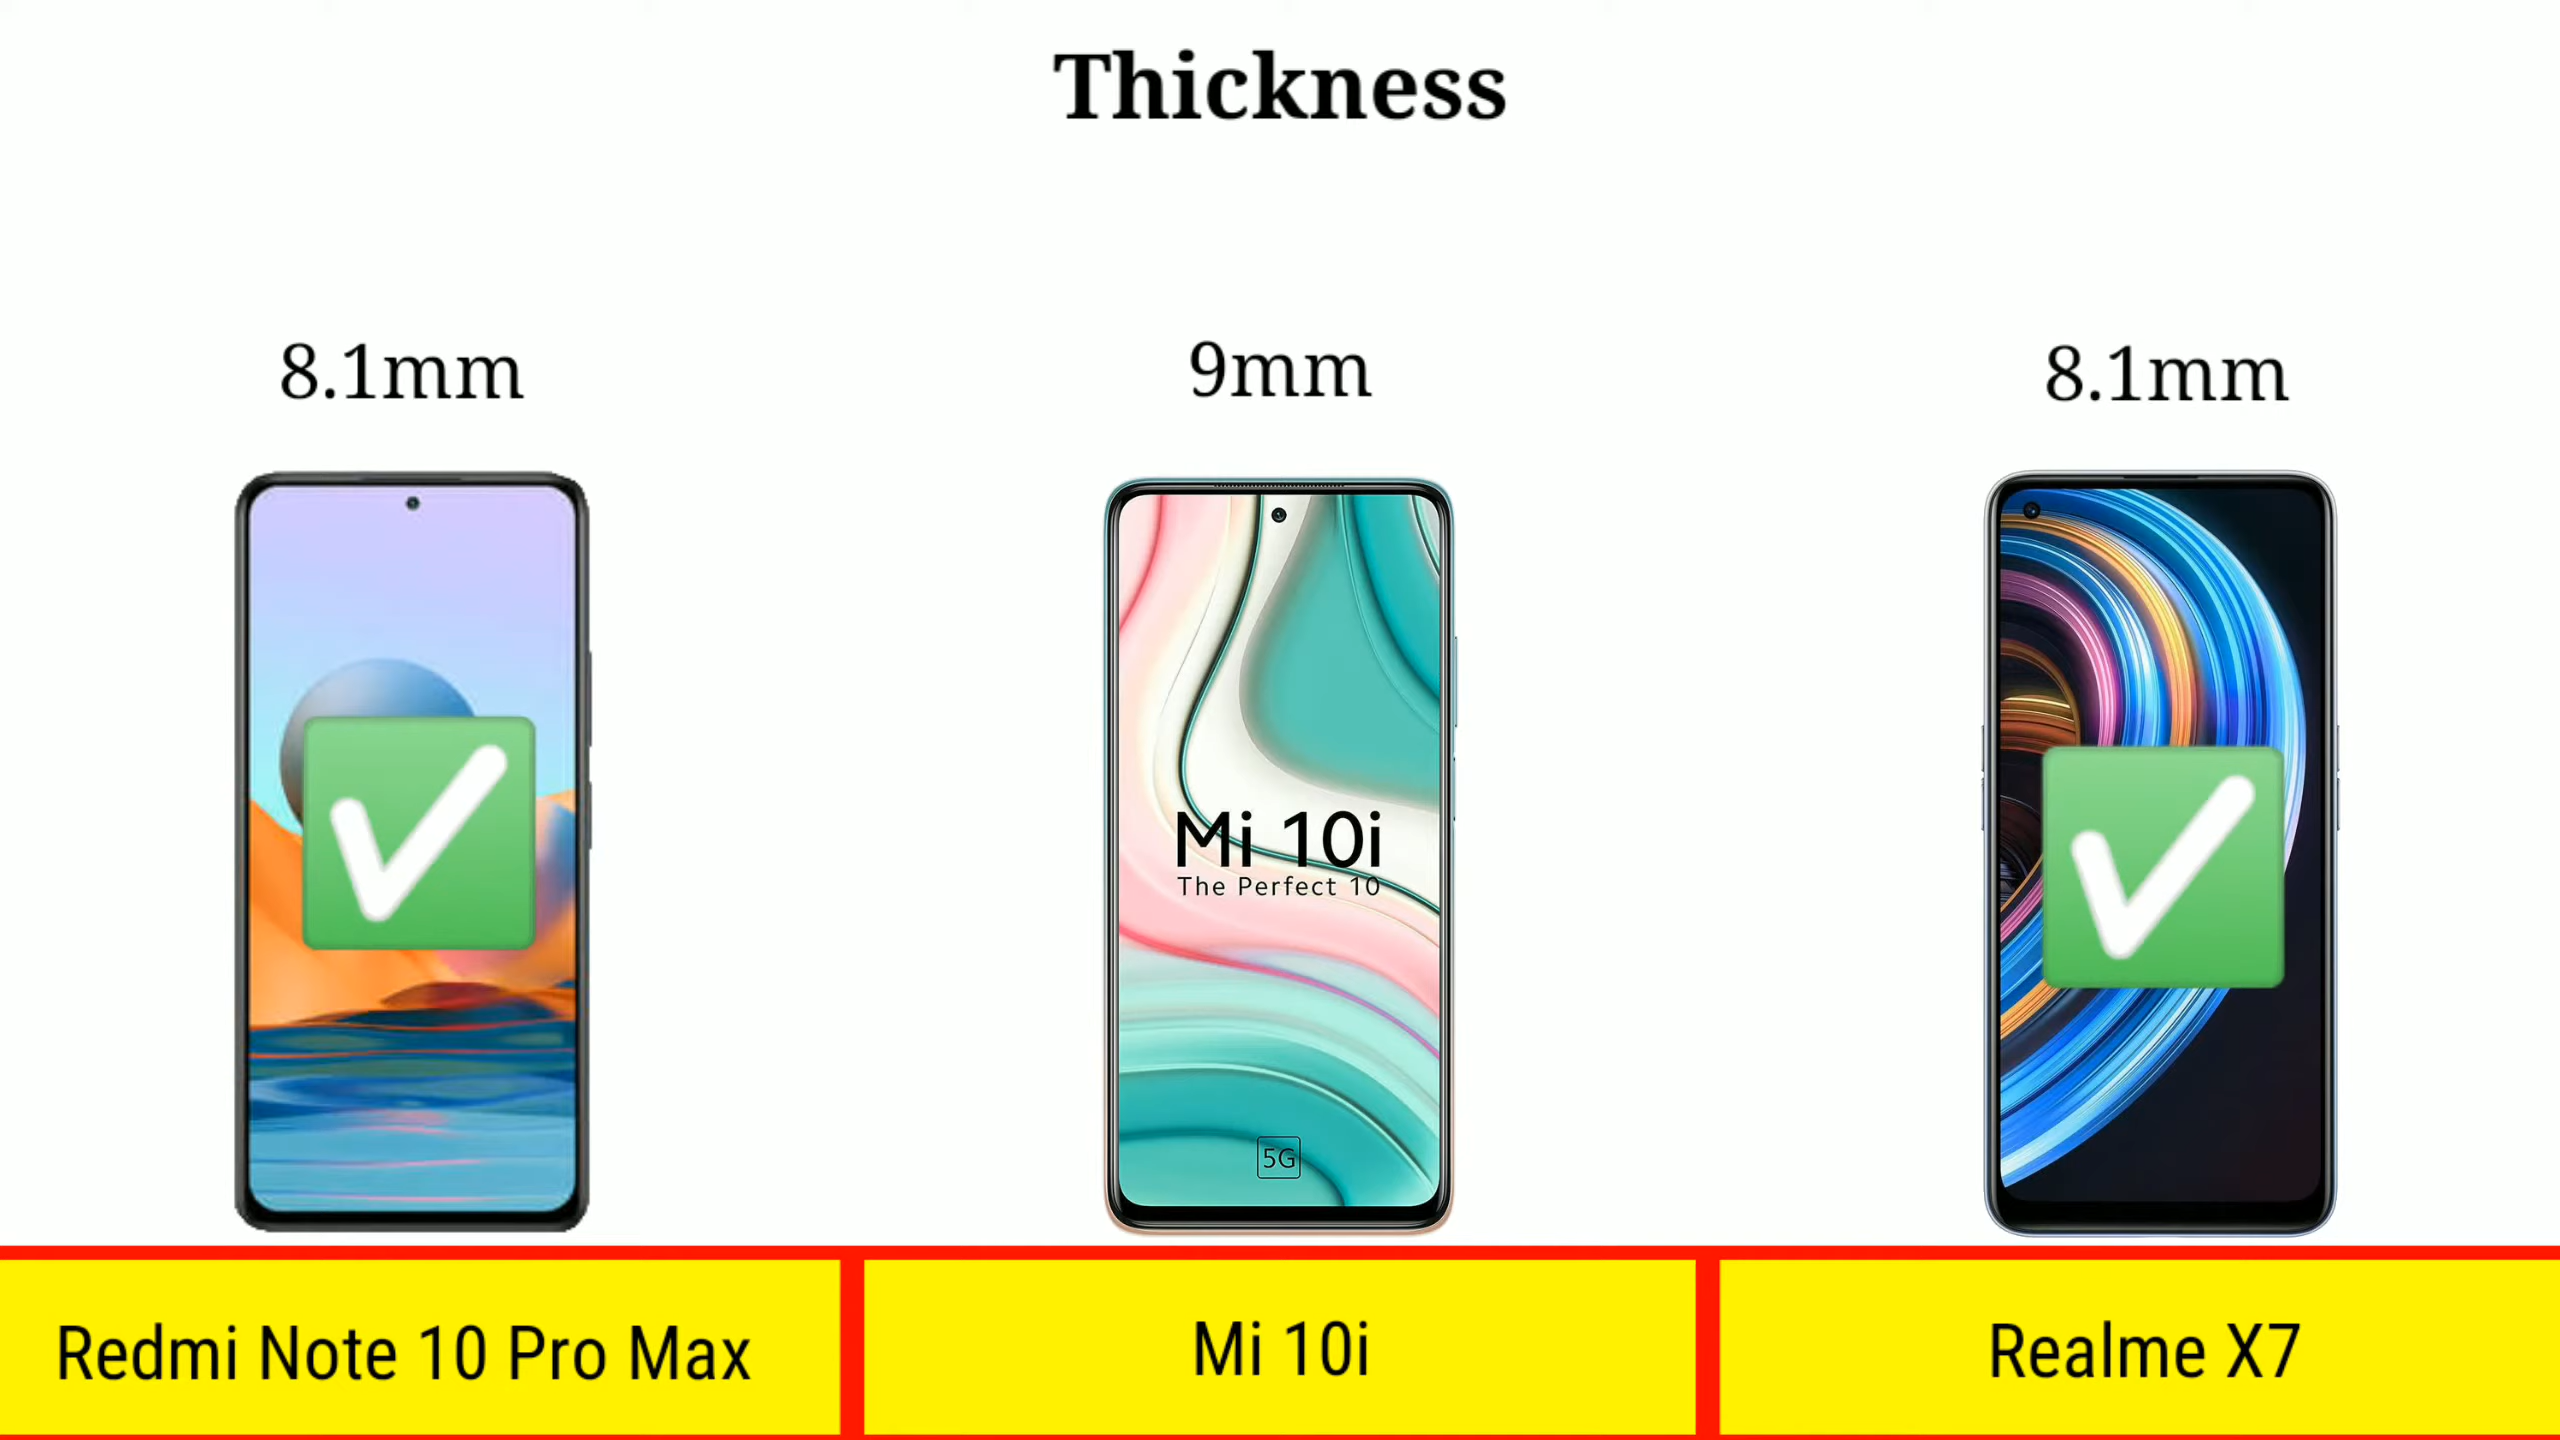 Thickness
8.1mm
9mm
8.1mm
Mi 10i
The Perfect 10
5G
Redmi Note 10 Pro Max
Mi 10i
Realme X7